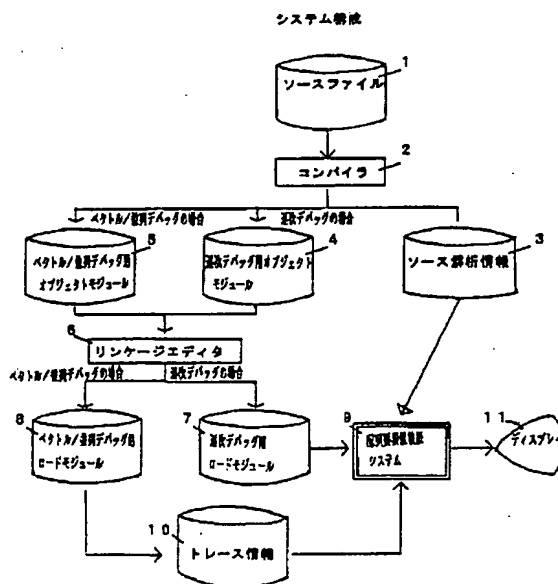 システム構成
1
ソースファイル
2
コンパイラ
ベクトル/並列デバッグの場合
逐次デバッグの場合
5
ベクトル/並列デバッグ用
オブジェクトモジュール
4
逐次デバッグ用オブジェクト
モジュール
3
ソース解析情報
6
リンケージエディタ
ベクトル/並列デバッグの場合
逐次デバッグの場合
8
ベクトル/並列デバッグ用
ロードモジュール
7
逐次デバッグ用
ロードモジュール
9
システム
11
ディスプレイ
10
トレース情報